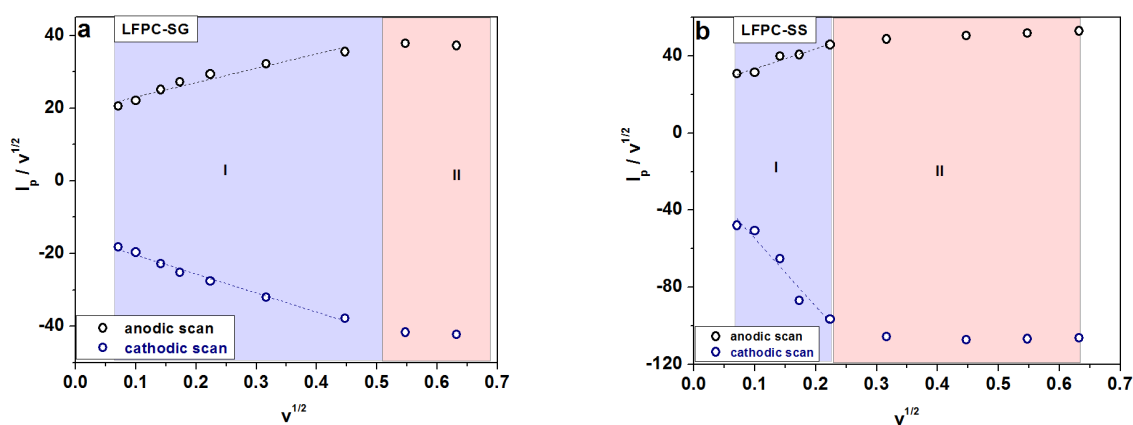 a
LFPC-SG
40
20
0
-20
-40
I_p / v^1/2
I
II
anodic scan
cathodic scan
0.0 0.1 0.2 0.3 0.4 0.5 0.6 0.7
v^1/2
b
LFPC-SS
40
0
-40
-80
-120
I_p / v^1/2
I
II
anodic scan
cathodic scan
0.0 0.1 0.2 0.3 0.4 0.5 0.6 0.7
v^1/2